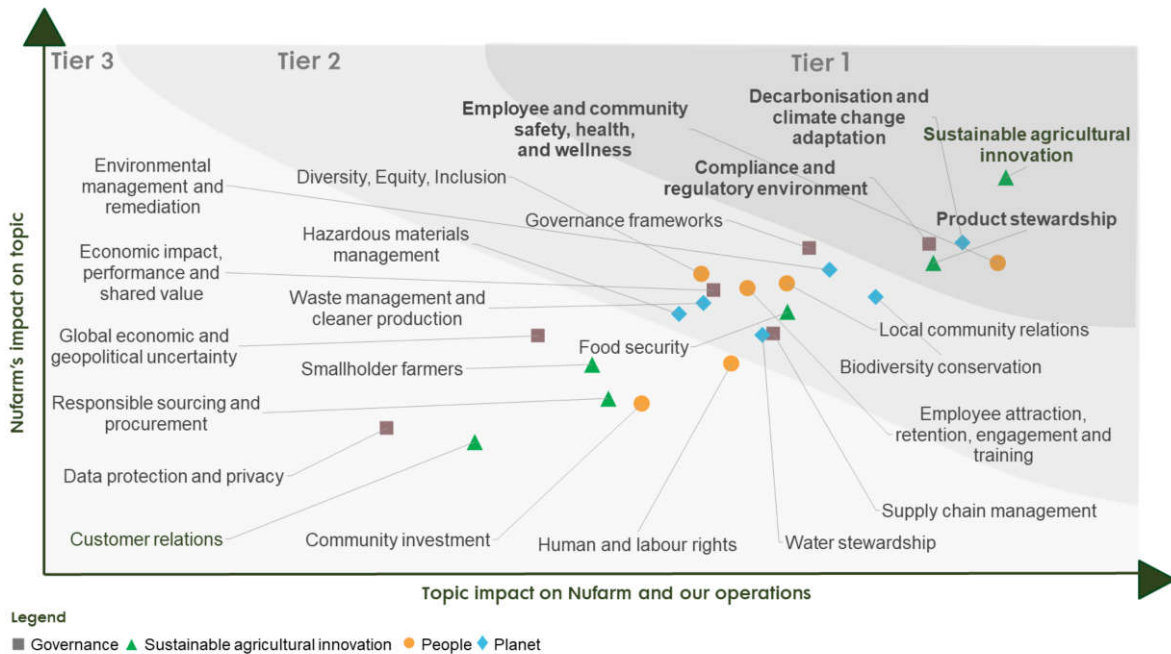 Tier 3
Tier 2
Tier 1
Employee and community
safety, health,
and wellness
Decarbonisation and
climate change
adaptation
Sustainable agricultural
innovation
Environmental
management and
remediation
Diversity, Equity, Inclusion
Compliance and
regulatory environment
Governance frameworks
Product stewardship
Hazardous materials
management
Economic impact,
performance and
shared value
Waste management and
cleaner production
Global economic and
geopolitical uncertainty
Food security
Local community relations
Smallholder farmers
Biodiversity conservation
Responsible sourcing and
procurement
Employee attraction,
retention, engagement and
training
Data protection and privacy
Supply chain management
Customer relations
Community investment
Human and labour rights
Water stewardship
Nufarm's impact on topic
Topic impact on Nufarm and our operations
Legend
Governance Sustainable agricultural innovation People Planet